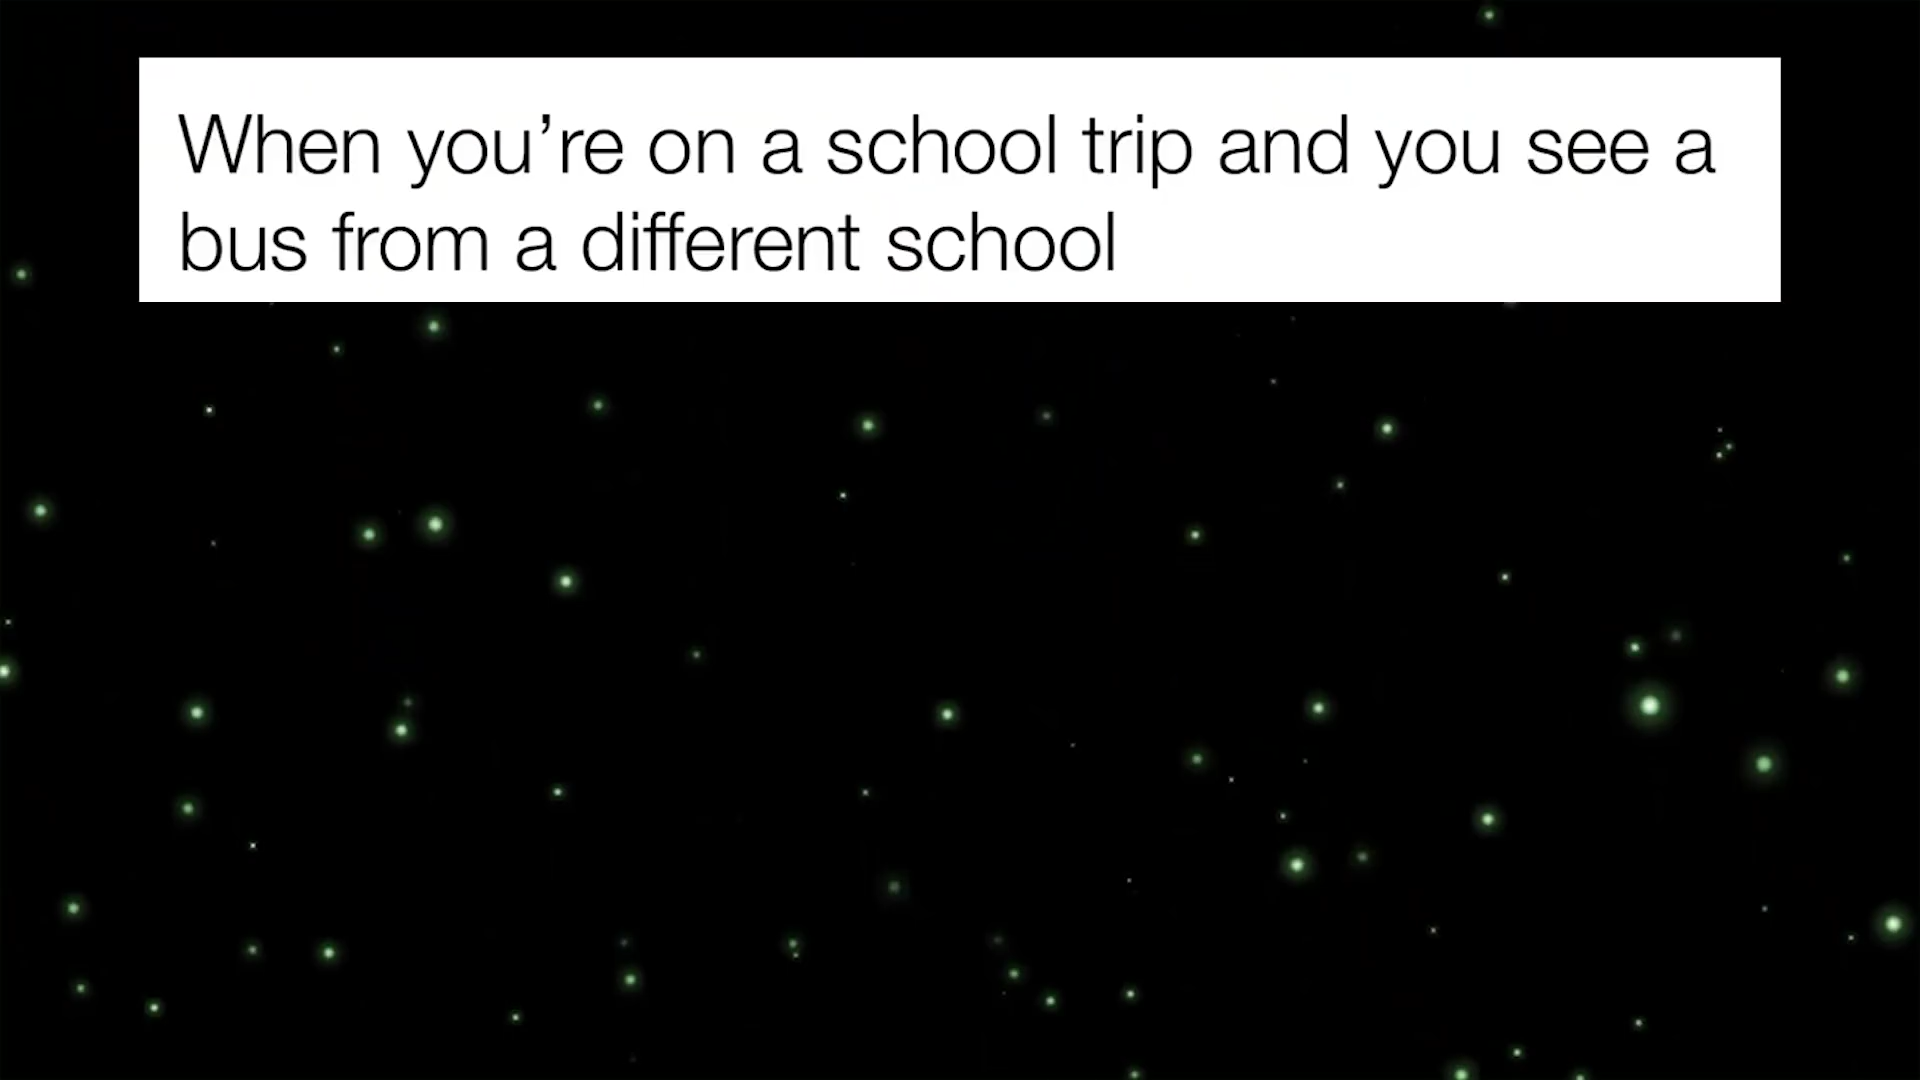 When you’re on a school trip and you see a
bus from a different school